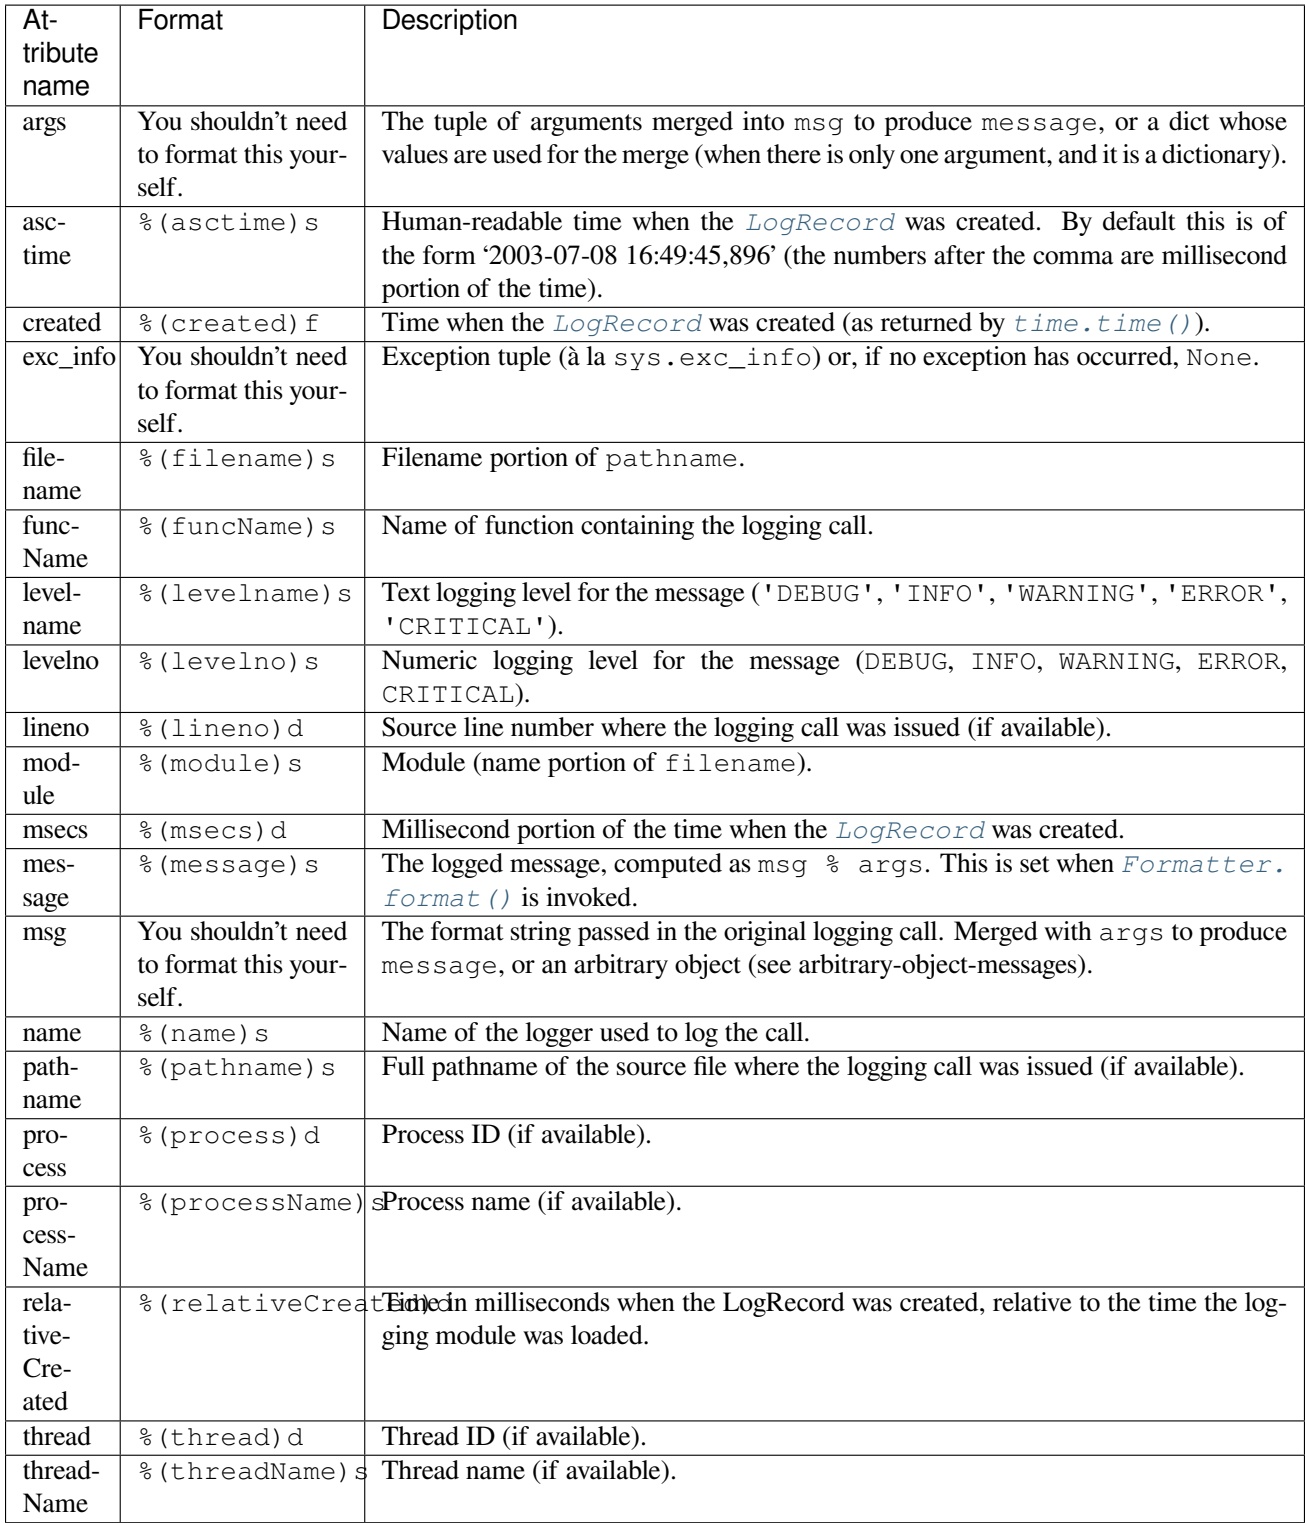 At- Format Description
tribute
name
args You shouldn't need The tuple of arguments merged into msg to produce message, or a dict whose
to format this your- values are used for the merge (when there is only one argument, and it is a dictionary).
self.
asc- %(asctime)s Human-readable time when the LogRecord was created. By default this is of
time the form ‘2003-07-08 16:49:45,896’ (the numbers after the comma are millisecond
portion of the time).
created %(created)f Time when the LogRecord was created (as returned by time.time()).
exc_info You shouldn't need Exception tuple (à la sys.exc_info) or, if no exception has occurred, None.
to format this your-
self.
file- %(filename)s Filename portion of pathname.
name
func- %(funcName)s Name of function containing the logging call.
Name
level- %(levelname)s Text logging level for the message ('DEBUG', 'INFO', 'WARNING', 'ERROR',
name 'CRITICAL').
levelno %(levelno)s Numeric logging level for the message (DEBUG, INFO, WARNING, ERROR,
CRITICAL).
lineno %(lineno)d Source line number where the logging call was issued (if available).
mod- %(module)s Module (name portion of filename).
ule
msecs %(msecs)d Millisecond portion of the time when the LogRecord was created.
mes- %(message)s The logged message, computed as msg % args. This is set when Formatter.
sage format() is invoked.
msg You shouldn't need The format string passed in the original logging call. Merged with args to produce
to format this your- message, or an arbitrary object (see arbitrary-object-messages).
self.
name %(name)s Name of the logger used to log the call.
path- %(pathname)s Full pathname of the source file where the logging call was issued (if available).
name
pro- %(process)d Process ID (if available).
cess
pro- %(processName)s Process name (if available).
cess-
Name
rela- %(relativeCreated)d Time in milliseconds when the LogRecord was created, relative to the time the log-
tive- ging module was loaded.
Cre-
ated
thread %(thread)d Thread ID (if available).
thread- %(threadName)s Thread name (if available).
Name